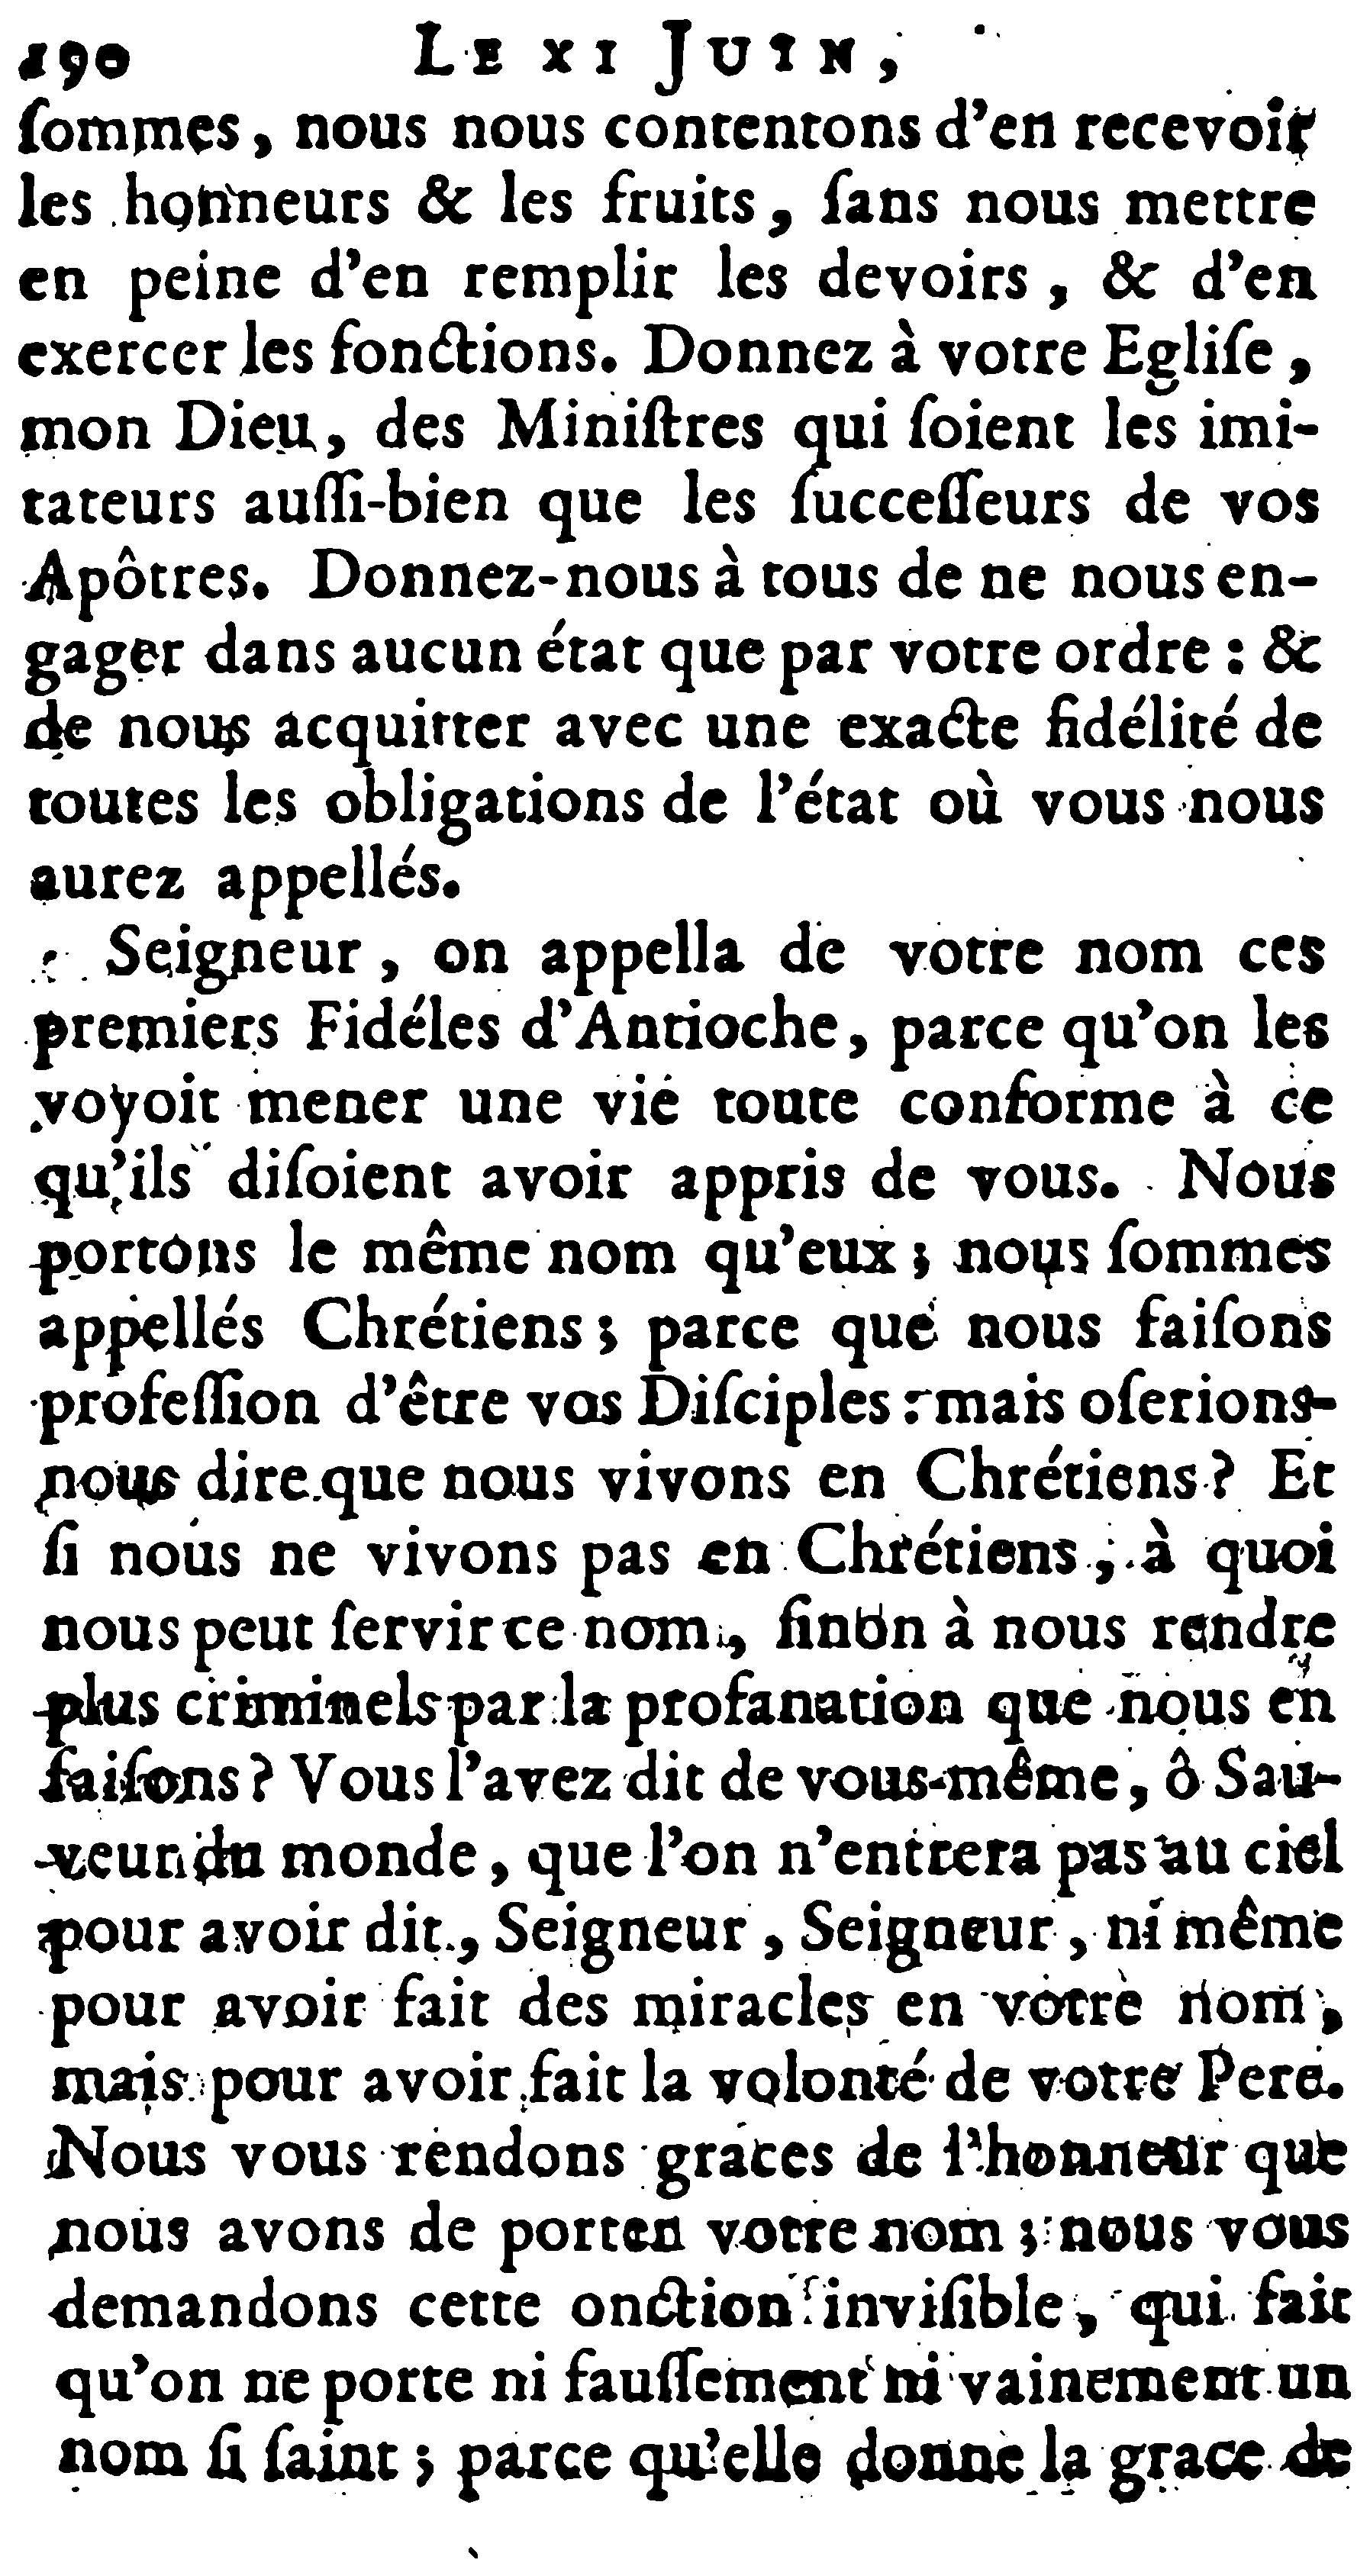 190 LE XI JUIN,
ſommes, nous nous contentons d'en recevoir
les honneurs & les fruits, ſans nous mettre
en peine d'en remplir les devoirs, & d'en
exercer les fonctions. Donnez à votre Egliſe,
mon Dieu, des Miniſtres qui ſoient les imi-
tateurs auſſi-bien que les ſucceſſeurs de vos
Apôtres. Donnez-nous à tous de ne nous en-
gager dans aucun état que par votre ordre : &
de nous acquitter avec une exacte fidélité de
toutes les obligations de l'état où vous nous
aurez appellés.
Seigneur, on appella de votre nom ces
premiers Fidéles d'Antioche, parce qu'on les
voyoit mener une vie toute conforme à ce
qu'ils diſoient avoir appris de vous. Nous
portons le même nom qu'eux ; nous ſommes
appellés Chrétiens ; parce que nous faiſons
profeſſion d'être vos Diſciples : mais oſerions-
nous dire que nous vivons en Chrétiens ? Et
ſi nous ne vivons pas en Chrétiens, à quoi
nous peut ſervir ce nom, ſinon à nous rendre
plus criminels par la profanation que nous en
faiſons ? Vous l'avez dit de vous-même, ô Sau-
veur du monde, que l'on n'entrera pas au ciel
pour avoir dit, Seigneur, Seigneur, ni même
pour avoir fait des miracles en votre nom,
mais pour avoir fait la volonté de votre Pere.
Nous vous rendons graces de l'honneur que
nous avons de porter votre nom ; nous vous
demandons cette onction inviſible, qui fait
qu'on ne porte ni fauſſement ni vainement un
nom ſi ſaint ; parce qu'elle donne la grace de